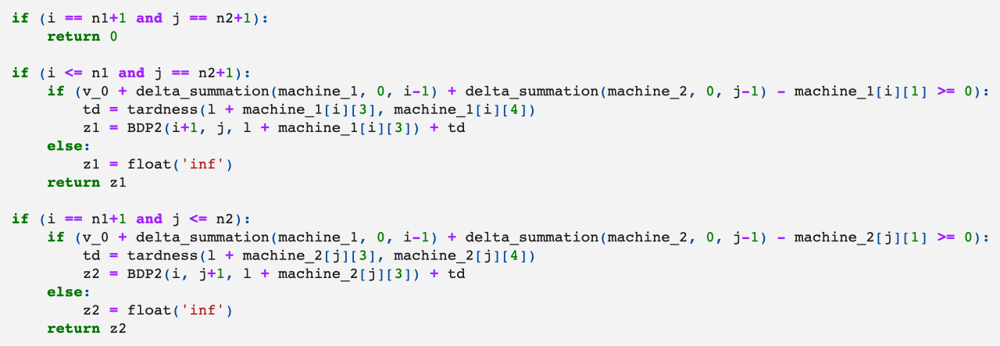 if (i == n1+1 and j == n2+1):
    return 0

if (i <= n1 and j == n2+1):
    if (v_0 + delta_summation(machine_1, 0, i-1) + delta_summation(machine_2, 0, j-1) - machine_1[i][1] >= 0):
        td = tardness(l + machine_1[i][3], machine_1[i][4])
        z1 = BDP2(i+1, j, l + machine_1[i][3]) + td
    else:
        z1 = float('inf')
    return z1

if (i == n1+1 and j <= n2):
    if (v_0 + delta_summation(machine_1, 0, i-1) + delta_summation(machine_2, 0, j-1) - machine_2[j][1] >= 0):
        td = tardness(l + machine_2[j][3], machine_2[j][4])
        z2 = BDP2(i, j+1, l + machine_2[j][3]) + td
    else:
        z2 = float('inf')
    return z2